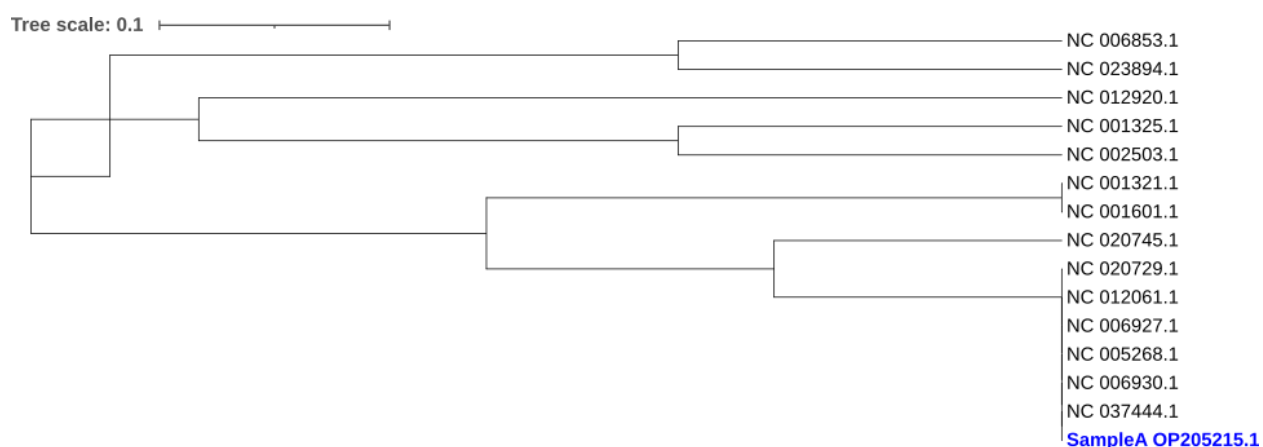 Tree scale: 0.1
NC 006853.1
NC 023894.1
NC 012920.1
NC 001325.1
NC 002503.1
NC 001321.1
NC 001601.1
NC 020745.1
NC 020729.1
NC 012061.1
NC 006927.1
NC 005268.1
NC 006930.1
NC 037444.1
SampleA OP205215.1